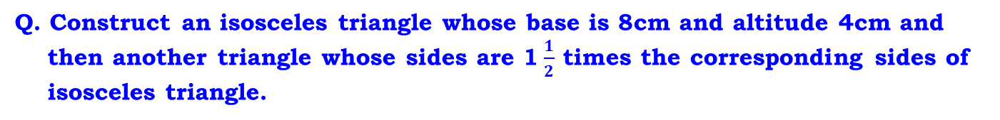 Q. Construct an isosceles triangle whose base is 8cm and altitude 4cm and
then another triangle whose sides are 1 1/2 times the corresponding sides of
isosceles triangle.